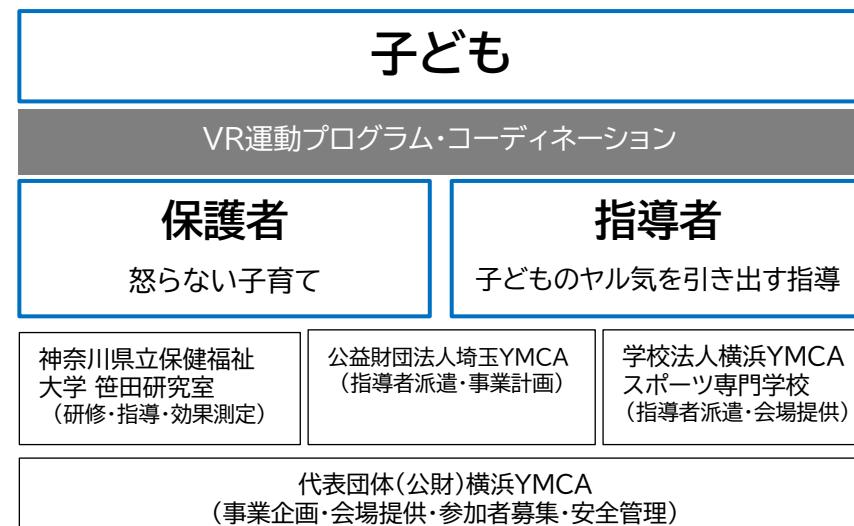 子ども
VR運動プログラム・コーディネーション
保護者
怒らない子育て
指導者
子どものヤル気を引き出す指導
神奈川県立保健福祉
大学 笹田研究室
（研修・指導・効果測定）
公益財団法人埼玉YMCA
（指導者派遣・事業計画）
学校法人横浜YMCA
スポーツ専門学校
（指導者派遣・会場提供）
代表団体（公財）横浜YMCA
（事業企画・会場提供・参加者募集・安全管理）